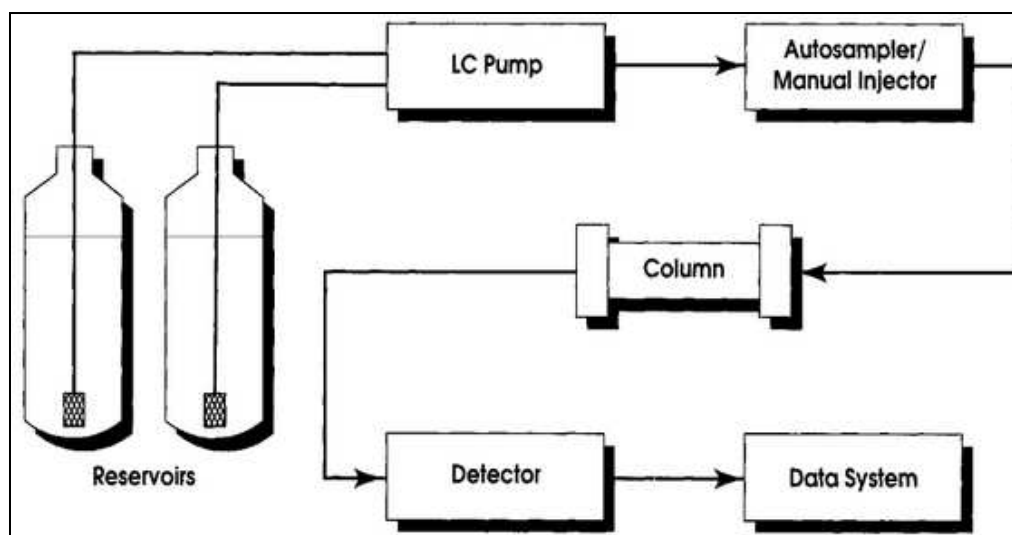 LC Pump
Autosampler/
Manual Injector
Column
Reservoirs
Detector
Data System